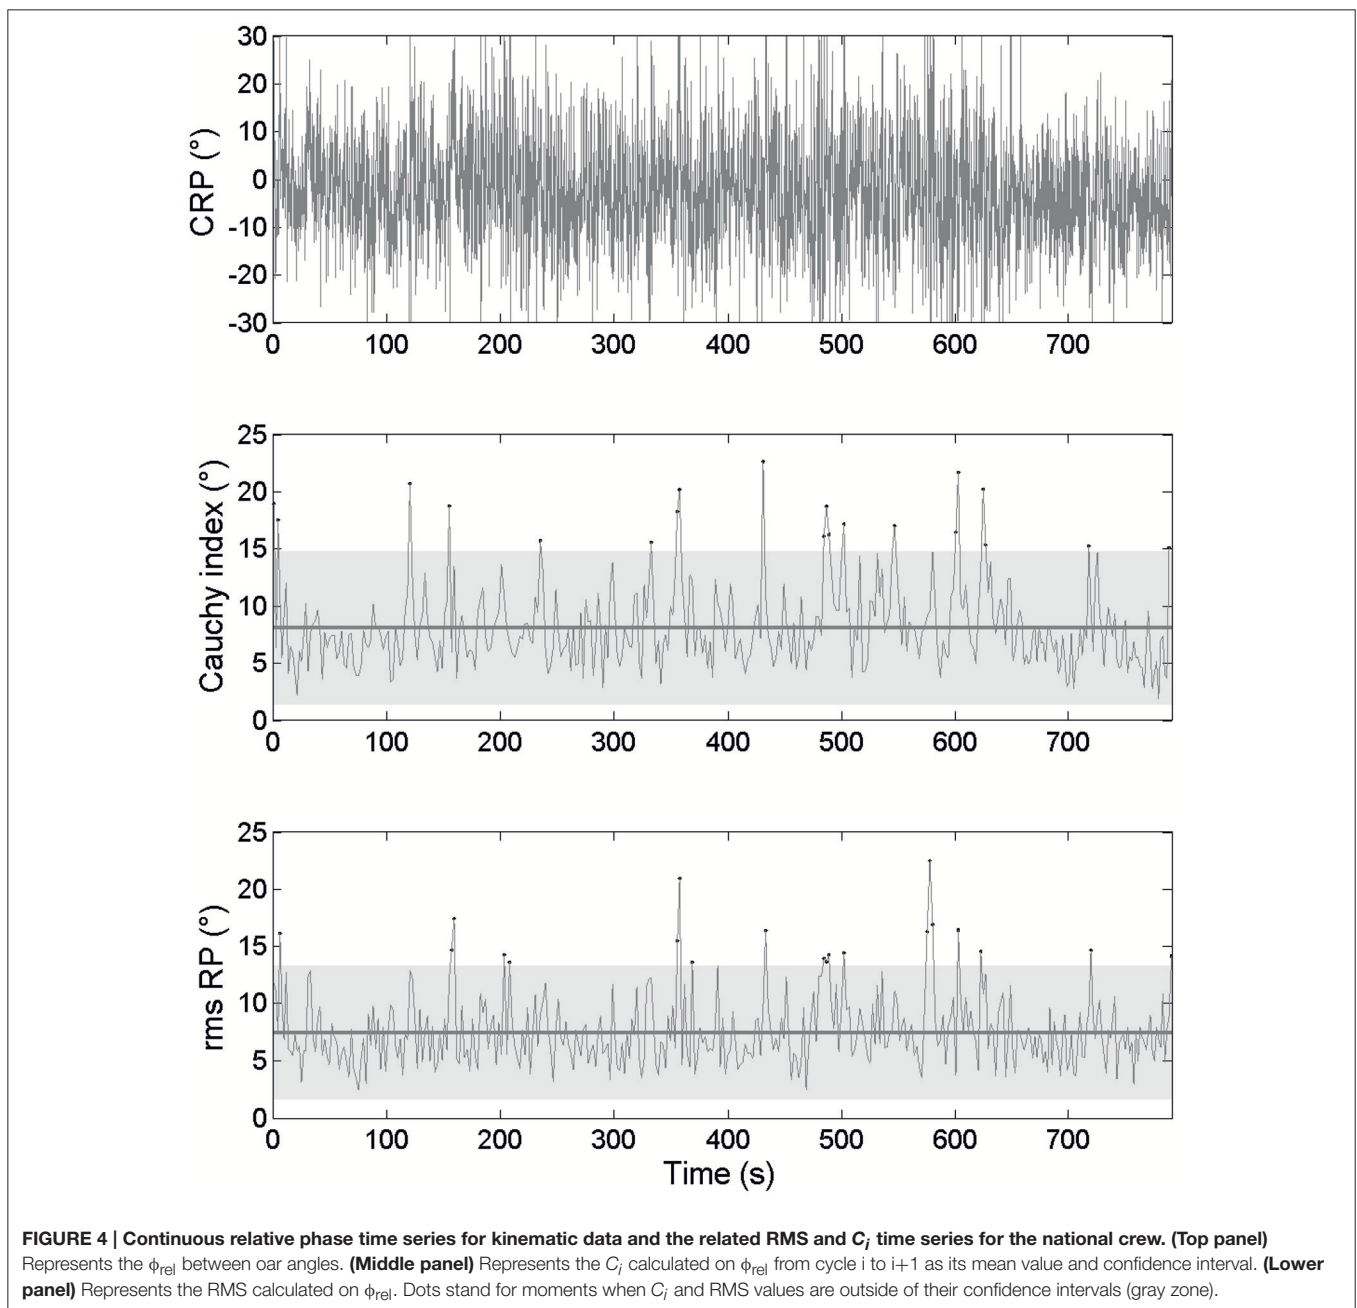 30
20
10
0
-10
-20
-30
CRP (°)
0 100 200 300 400 500 600 700
25
20
15
10
5
0
Cauchy index (°)
0 100 200 300 400 500 600 700
25
20
15
10
5
0
rms RP (°)
0 100 200 300 400 500 600 700
Time (s)
FIGURE 4 | Continuous relative phase time series for kinematic data and the related RMS and Ci time series for the national crew. (Top panel)
Represents the ϕrel between oar angles. (Middle panel) Represents the Ci calculated on ϕrel from cycle i to i+1 as its mean value and confidence interval. (Lower
panel) Represents the RMS calculated on ϕrel. Dots stand for moments when Ci and RMS values are outside of their confidence intervals (gray zone).